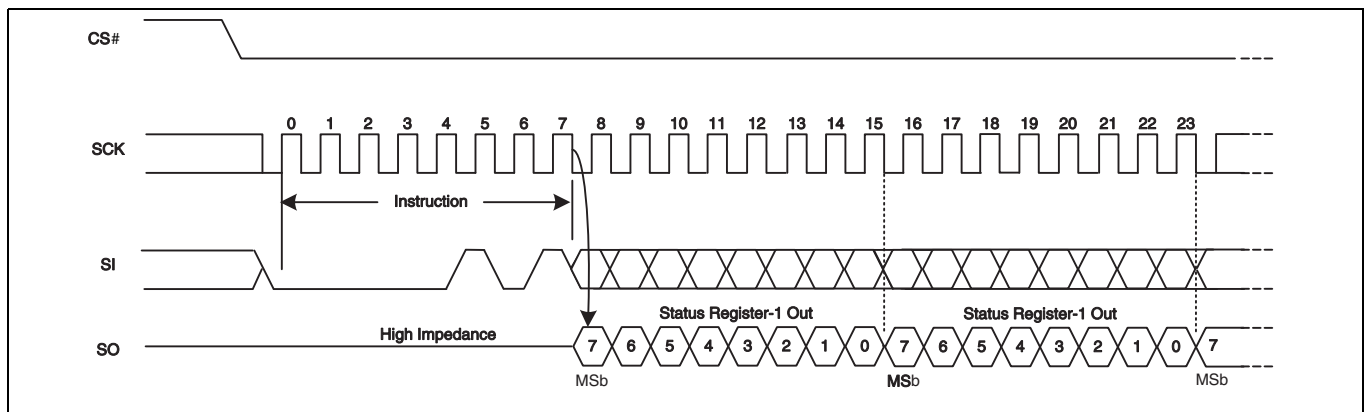 CS#
0 1 2 3 4 5 6 7 8 9 10 11 12 13 14 15 16 17 18 19 20 21 22 23
SCK
Instruction
SI
Status Register-1 Out Status Register-1 Out
High Impedance
SO
7 6 5 4 3 2 1 0 7 6 5 4 3 2 1 0 7
MSb MSb MSb